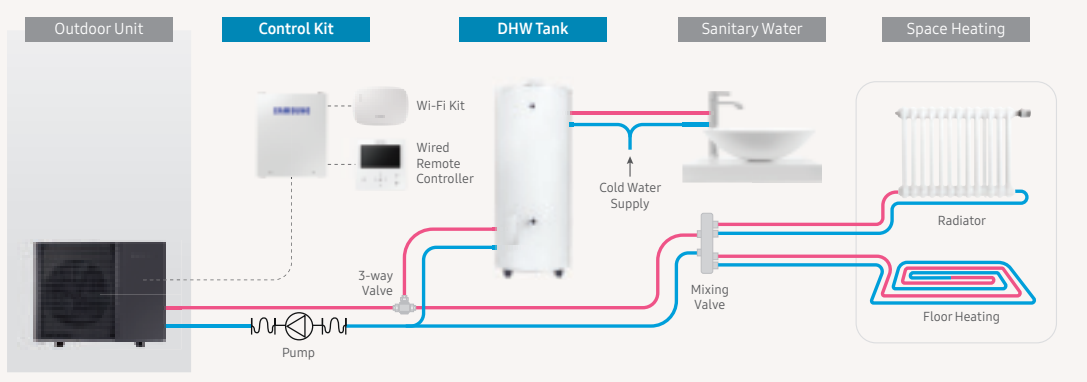 Outdoor Unit
Control Kit
DHW Tank
Sanitary Water
Space Heating
SAMSUNG
Wi-Fi Kit
Wired
Remote
Controller
Cold Water
Supply
Radiator
3-way
Valve
Mixing
Valve
Floor Heating
Pump